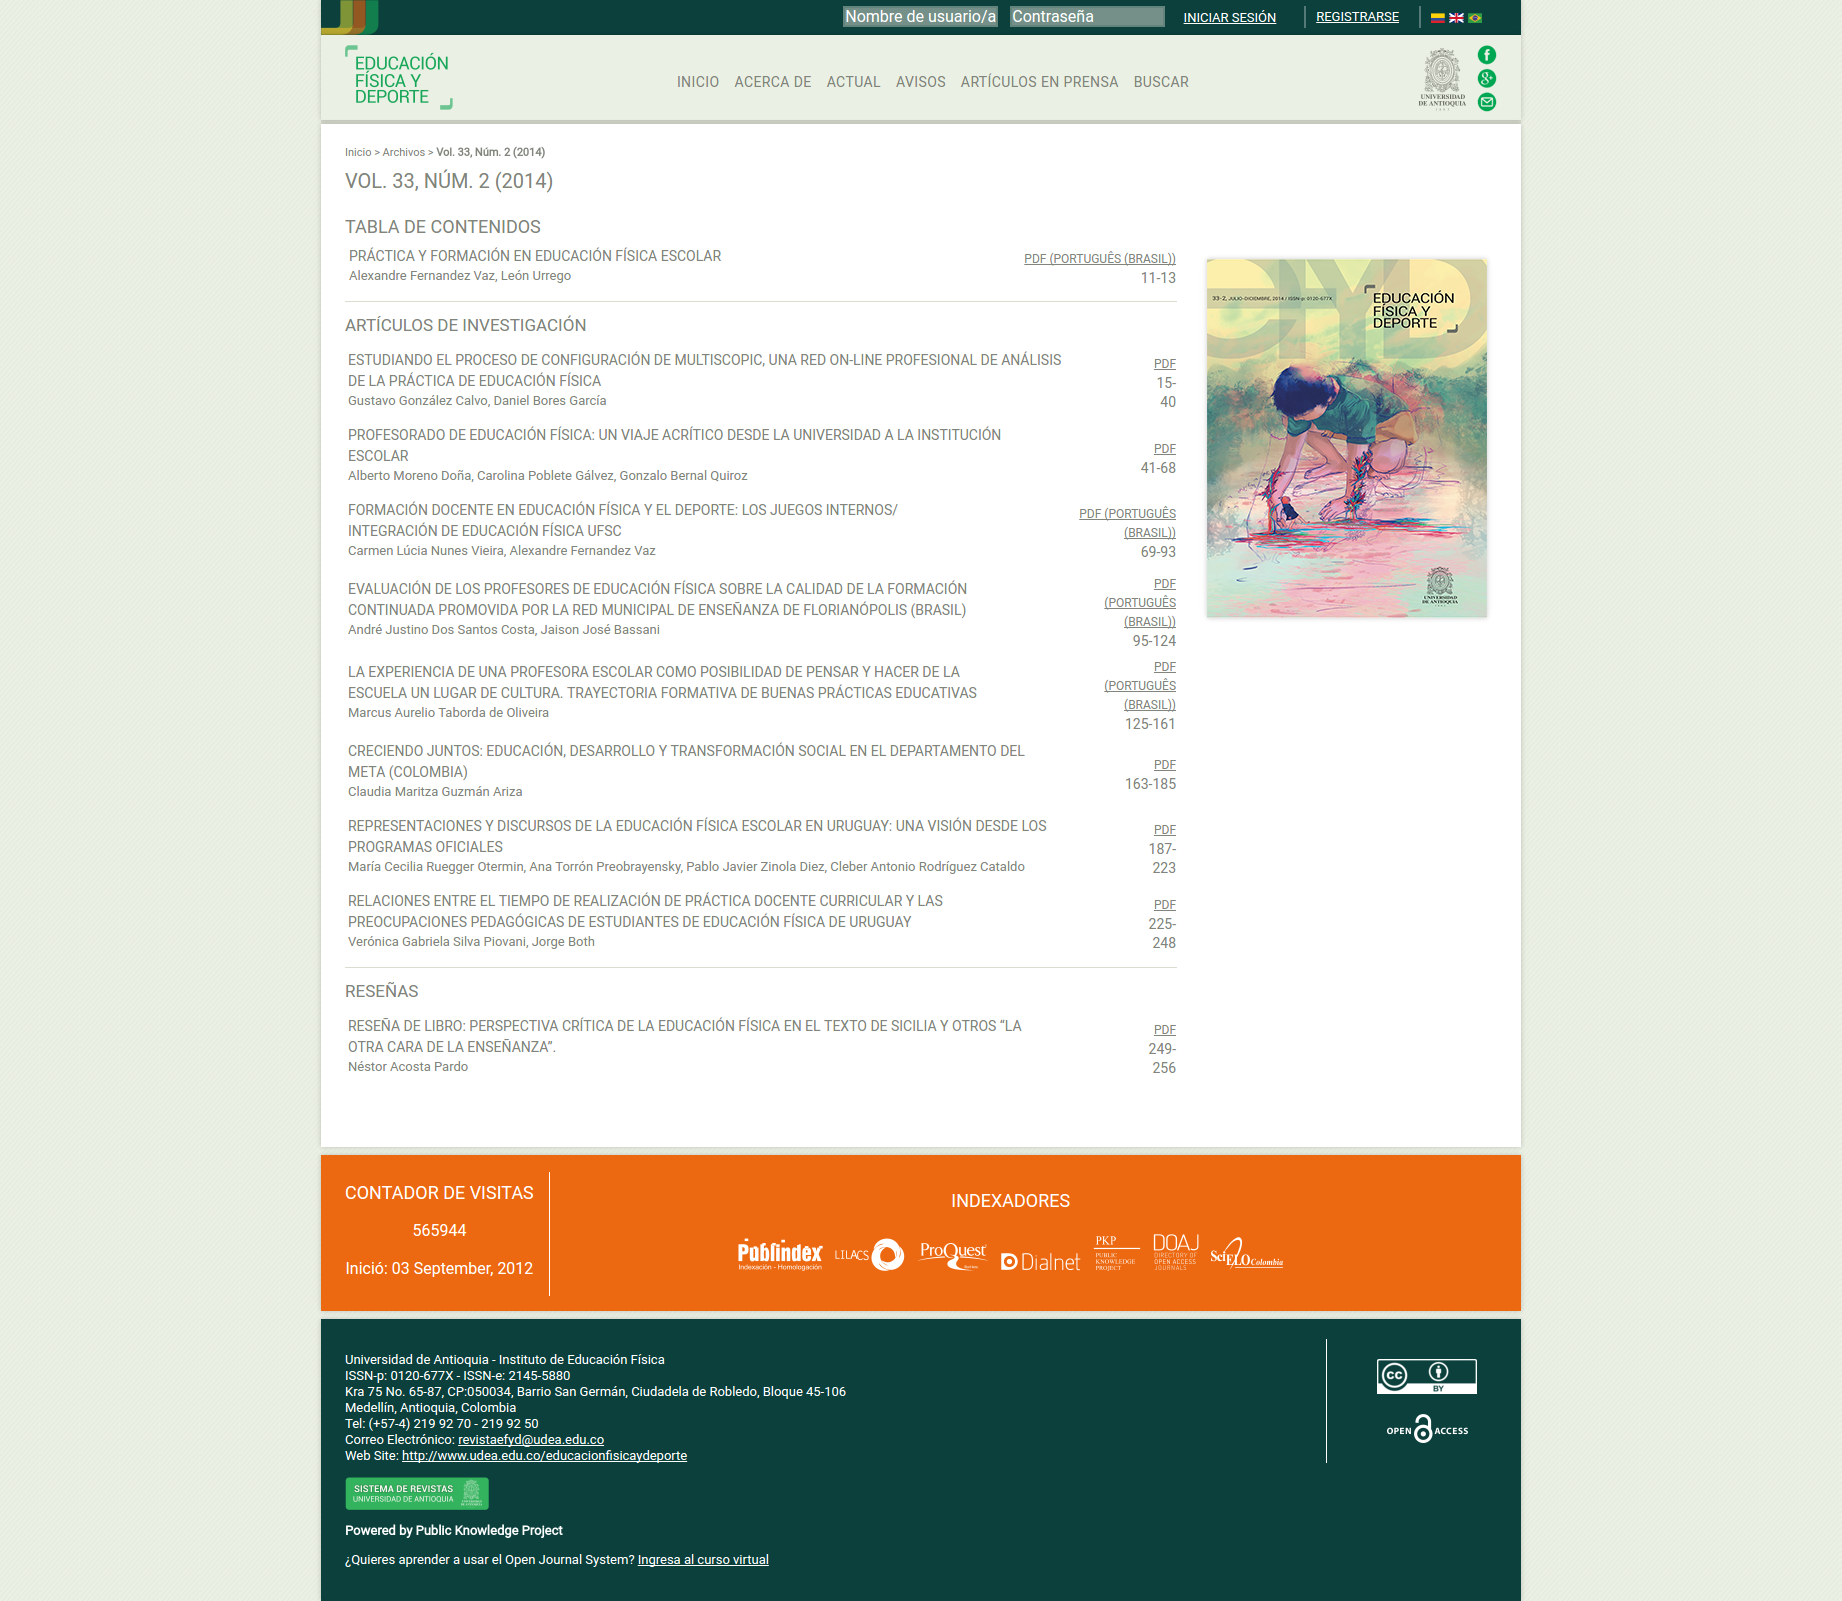 Nombre de usuario/a
Contraseña
INICIAR SESIÓN
REGISTRARSE
EDUCACIÓN
FÍSICA Y
DEPORTE
INICIO ACERCA DE ACTUAL AVISOS ARTÍCULOS EN PRENSA BUSCAR
UNIVERSIDAD
DE ANTIOQUIA
Inicio > Archivos > Vol. 33, Núm. 2 (2014)
VOL. 33, NÚM. 2 (2014)
TABLA DE CONTENIDOS
PRÁCTICA Y FORMACIÓN EN EDUCACIÓN FÍSICA ESCOLAR
Alexandre Fernandez Vaz, León Urrego
PDF (PORTUGUÊS (BRASIL))
11-13
ARTÍCULOS DE INVESTIGACIÓN
ESTUDIANDO EL PROCESO DE CONFIGURACIÓN DE MULTISCOPIC, UNA RED ON-LINE PROFESIONAL DE ANÁLISIS
DE LA PRÁCTICA DE EDUCACIÓN FÍSICA
Gustavo González Calvo, Daniel Bores García
PDF
15-
40
PROFESORADO DE EDUCACIÓN FÍSICA: UN VIAJE ACRÍTICO DESDE LA UNIVERSIDAD A LA INSTITUCIÓN
ESCOLAR
Alberto Moreno Doña, Carolina Poblete Gálvez, Gonzalo Bernal Quiroz
PDF
41-68
FORMACIÓN DOCENTE EN EDUCACIÓN FÍSICA Y EL DEPORTE: LOS JUEGOS INTERNOS/
INTEGRACIÓN DE EDUCACIÓN FÍSICA UFSC
Carmen Lúcia Nunes Vieira, Alexandre Fernandez Vaz
PDF (PORTUGUÊS
(BRASIL))
69-93
EVALUACIÓN DE LOS PROFESORES DE EDUCACIÓN FÍSICA SOBRE LA CALIDAD DE LA FORMACIÓN
CONTINUADA PROMOVIDA POR LA RED MUNICIPAL DE ENSEÑANZA DE FLORIANÓPOLIS (BRASIL)
André Justino Dos Santos Costa, Jaison José Bassani
PDF
(PORTUGUÊS
(BRASIL))
95-124
LA EXPERIENCIA DE UNA PROFESORA ESCOLAR COMO POSIBILIDAD DE PENSAR Y HACER DE LA
ESCUELA UN LUGAR DE CULTURA. TRAYECTORIA FORMATIVA DE BUENAS PRÁCTICAS EDUCATIVAS
Marcus Aurelio Taborda de Oliveira
PDF
(PORTUGUÊS
(BRASIL))
125-161
CRECIENDO JUNTOS: EDUCACIÓN, DESARROLLO Y TRANSFORMACIÓN SOCIAL EN EL DEPARTAMENTO DEL
META (COLOMBIA)
Claudia Maritza Guzmán Ariza
PDF
163-185
REPRESENTACIONES Y DISCURSOS DE LA EDUCACIÓN FÍSICA ESCOLAR EN URUGUAY: UNA VISIÓN DESDE LOS
PROGRAMAS OFICIALES
María Cecilia Ruegger Otermin, Ana Torrón Preobrayensky, Pablo Javier Zinola Diez, Cleber Antonio Rodríguez Cataldo
PDF
187-
223
RELACIONES ENTRE EL TIEMPO DE REALIZACIÓN DE PRÁCTICA DOCENTE CURRICULAR Y LAS
PREOCUPACIONES PEDAGÓGICAS DE ESTUDIANTES DE EDUCACIÓN FÍSICA DE URUGUAY
Verónica Gabriela Silva Piovani, Jorge Both
PDF
225-
248
RESEÑAS
RESEÑA DE LIBRO: PERSPECTIVA CRÍTICA DE LA EDUCACIÓN FÍSICA EN EL TEXTO DE SICILIA Y OTROS “LA
OTRA CARA DE LA ENSEÑANZA”.
Néstor Acosta Pardo
PDF
249-
256
33-2, JULIO-DICIEMBRE, 2014 / ISSN-p: 0120-677X
EDUCACIÓN
FÍSICA Y
DEPORTE
UNIVERSIDAD
DE ANTIOQUIA
CONTADOR DE VISITAS
565944
Inició: 03 September, 2012
INDEXADORES
Publindex
Indexación - Homologación
LILACS
ProQuest
Dialnet
PKP
PUBLIC
KNOWLEDGE
PROJECT
DOAJ
DIRECTORY OF
OPEN ACCESS
JOURNALS
SciELO Colombia
Universidad de Antioquia - Instituto de Educación Física
ISSN-p: 0120-677X - ISSN-e: 2145-5880
Kra 75 No. 65-87, CP:050034, Barrio San Germán, Ciudadela de Robledo, Bloque 45-106
Medellín, Antioquia, Colombia
Tel: (+57-4) 219 92 70 - 219 92 50
Correo Electrónico: revistaefyd@udea.edu.co
Web Site: http://www.udea.edu.co/educacionfisicaydeporte
SISTEMA DE REVISTAS
UNIVERSIDAD DE ANTIOQUIA
Powered by Public Knowledge Project
¿Quieres aprender a usar el Open Journal System? Ingresa al curso virtual
cc
BY
OPEN ACCESS